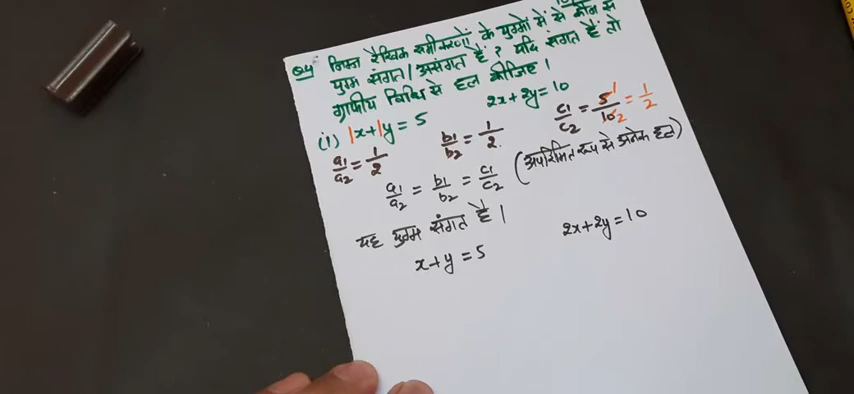 Q4 निम्न रैखिक समीकरणों के युग्मों में से कौन से
युग्म संगत/असंगत हैं? यदि संगत हैं तो
ग्राफीय विधि से हल कीजिए।
(i) 1x+1y=5 2x+2y=10
a1/a2 = 1/2 b1/b2 = 1/2 c1/c2 = 5 1/10 2 = 1/2
a1/a2 = b1/b2 = c1/c2 (अपरिमित रूप से अनेक हल)
यह युग्म संगत है।
x+y=5 2x+2y=10